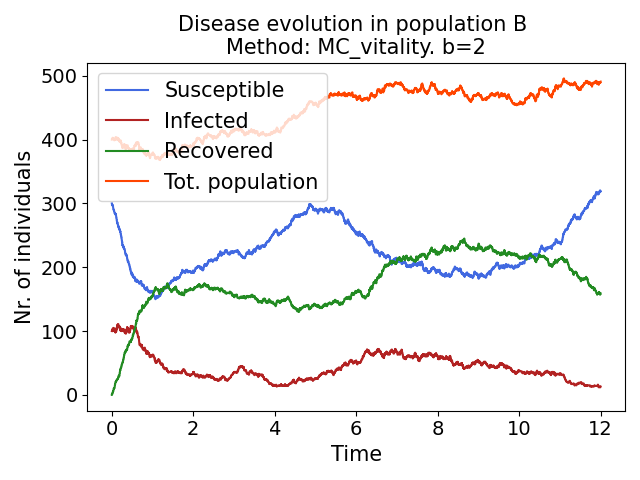 Disease evolution in population B
Method: MC_vitality. b=2
Susceptible
Infected
Recovered
Tot. population
Nr. of individuals
500
400
300
200
100
0
0 2 4 6 8 10 12
Time